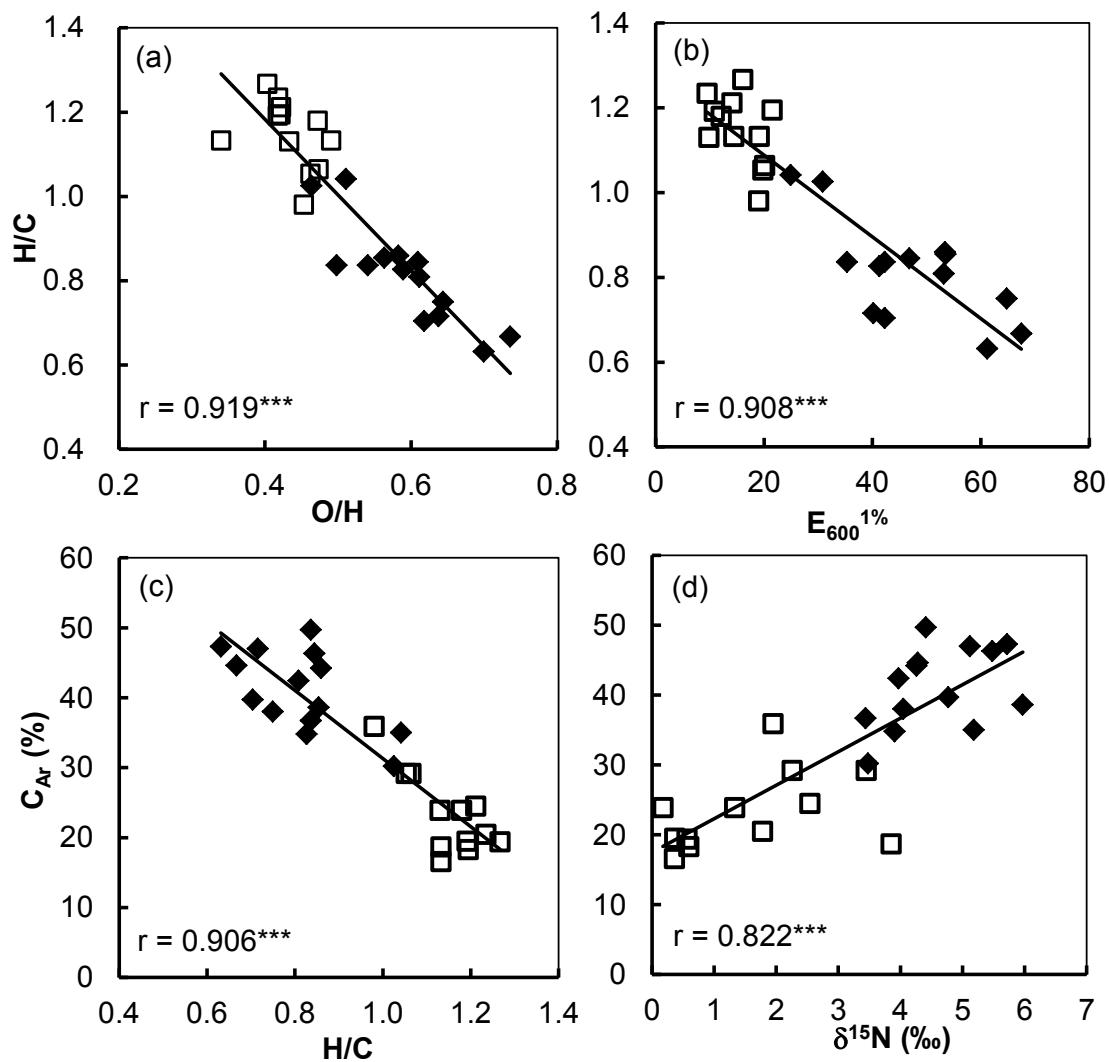 (a)
1.4
1.2
1.0
0.8
0.6
0.4
H/C
r = 0.919***
0.2 0.4 0.6 0.8
O/H
(b)
1.4
1.2
1.0
0.8
0.6
0.4
r = 0.908***
0 20 40 60 80
E₆₀₀¹%
(c)
60
50
40
30
20
10
0
C_Ar (%)
r = 0.906***
0.4 0.6 0.8 1.0 1.2 1.4
H/C
(d)
60
50
40
30
20
10
0
r = 0.822***
0 1 2 3 4 5 6 7
δ¹⁵N (‰)